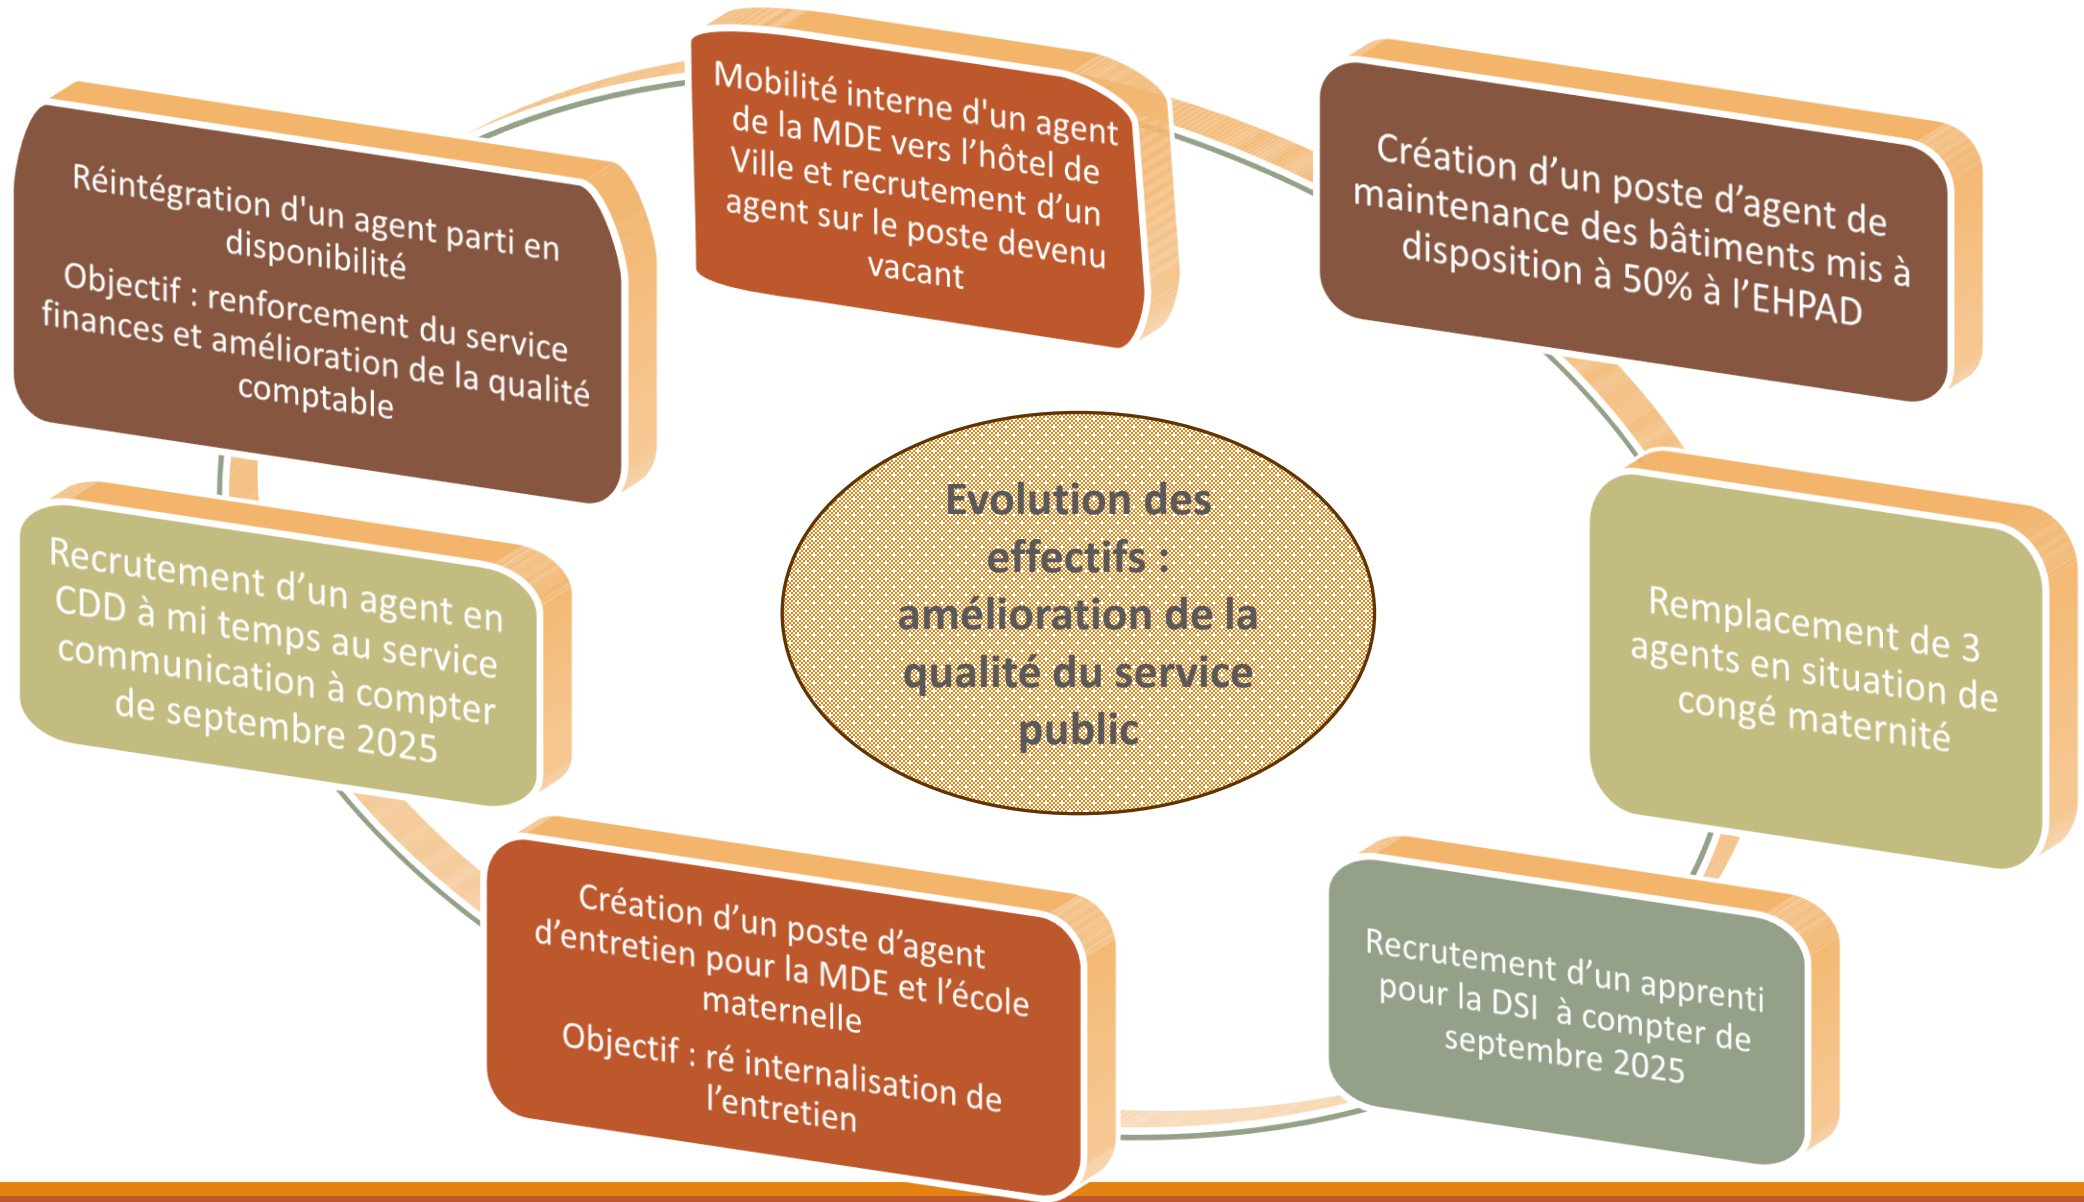 Mobilité interne d'un agent
de la MDE vers l’hôtel de
Ville et recrutement d’un
agent sur le poste devenu
vacant
Création d’un poste d’agent de
maintenance des bâtiments mis à
disposition à 50% à l’EHPAD
Remplacement de 3
agents en situation de
congé maternité
Recrutement d’un apprenti
pour la DSI  à compter de
septembre 2025
Création d’un poste d’agent
d’entretien pour la MDE et l’école
maternelle
Objectif : ré internalisation de
l’entretien
Recrutement d’un agent en
CDD à mi temps au service
communication à compter
de septembre 2025
Réintégration d'un agent parti en
disponibilité
Objectif : renforcement du service
finances et amélioration de la qualité
comptable
Evolution des
effectifs :
amélioration de la
qualité du service
public